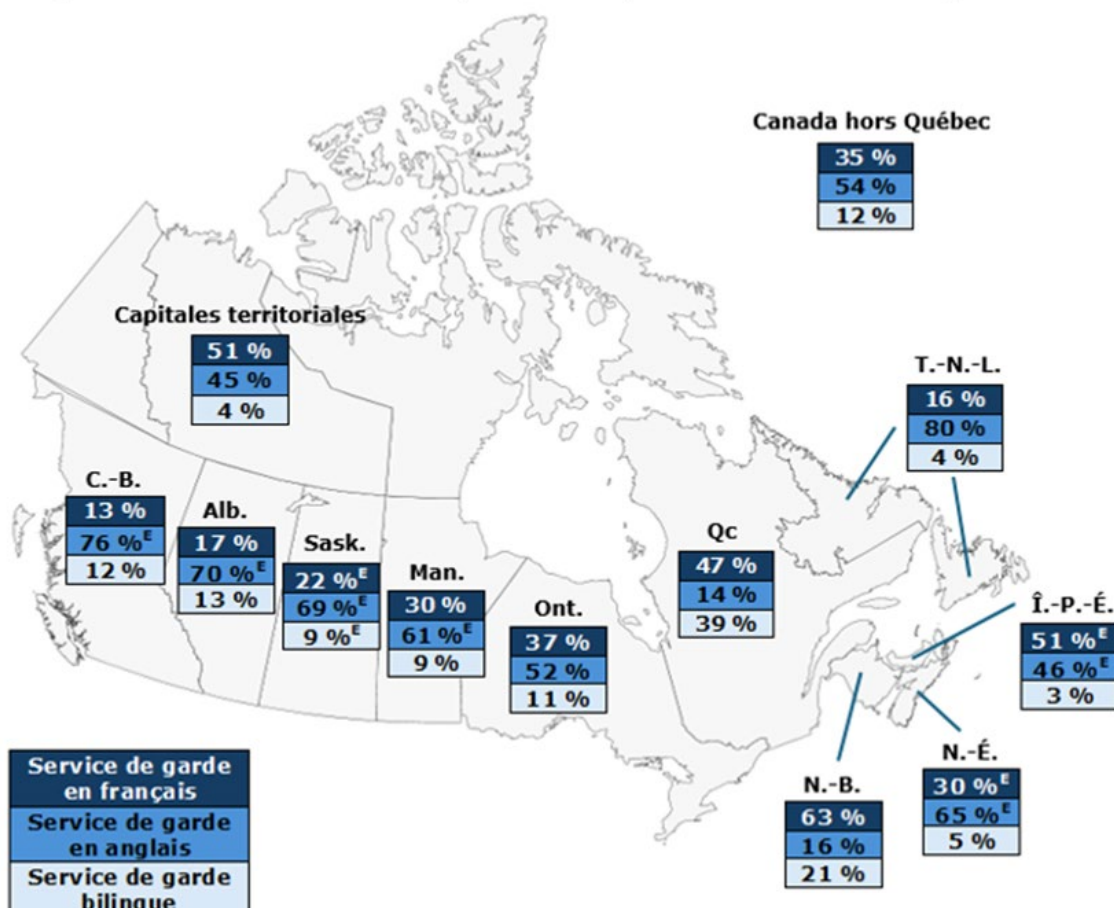 Canada hors Québec
35 %
54 %
12 %
Capitales territoriales
51 %
45 %
4 %
T.-N.-L.
16 %
80 %
4 %
C.-B.
13 %
76 %ᴱ
12 %
Alb.
17 %
70 %ᴱ
13 %
Sask.
22 %ᴱ
69 %ᴱ
9 %ᴱ
Man.
30 %
61 %ᴱ
9 %
Ont.
37 %
52 %
11 %
Qc
47 %
14 %
39 %
Î.-P.-É.
51 %ᴱ
46 %ᴱ
3 %
N.-B.
63 %
16 %
21 %
N.-É.
30 %ᴱ
65 %ᴱ
5 %
Service de garde
en français
Service de garde
en anglais
Service de garde
bilingue